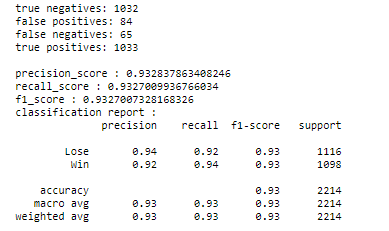 true negatives: 1032
false positives: 84
false negatives: 65
true positives: 1033
precision_score : 0.932837863408246
recall_score : 0.9327009936766034
f1_score : 0.9327007328168326
classification report :
precision recall f1-score support
Lose 0.94 0.92 0.93 1116
Win 0.92 0.94 0.93 1098
accuracy 0.93 2214
macro avg 0.93 0.93 0.93 2214
weighted avg 0.93 0.93 0.93 2214